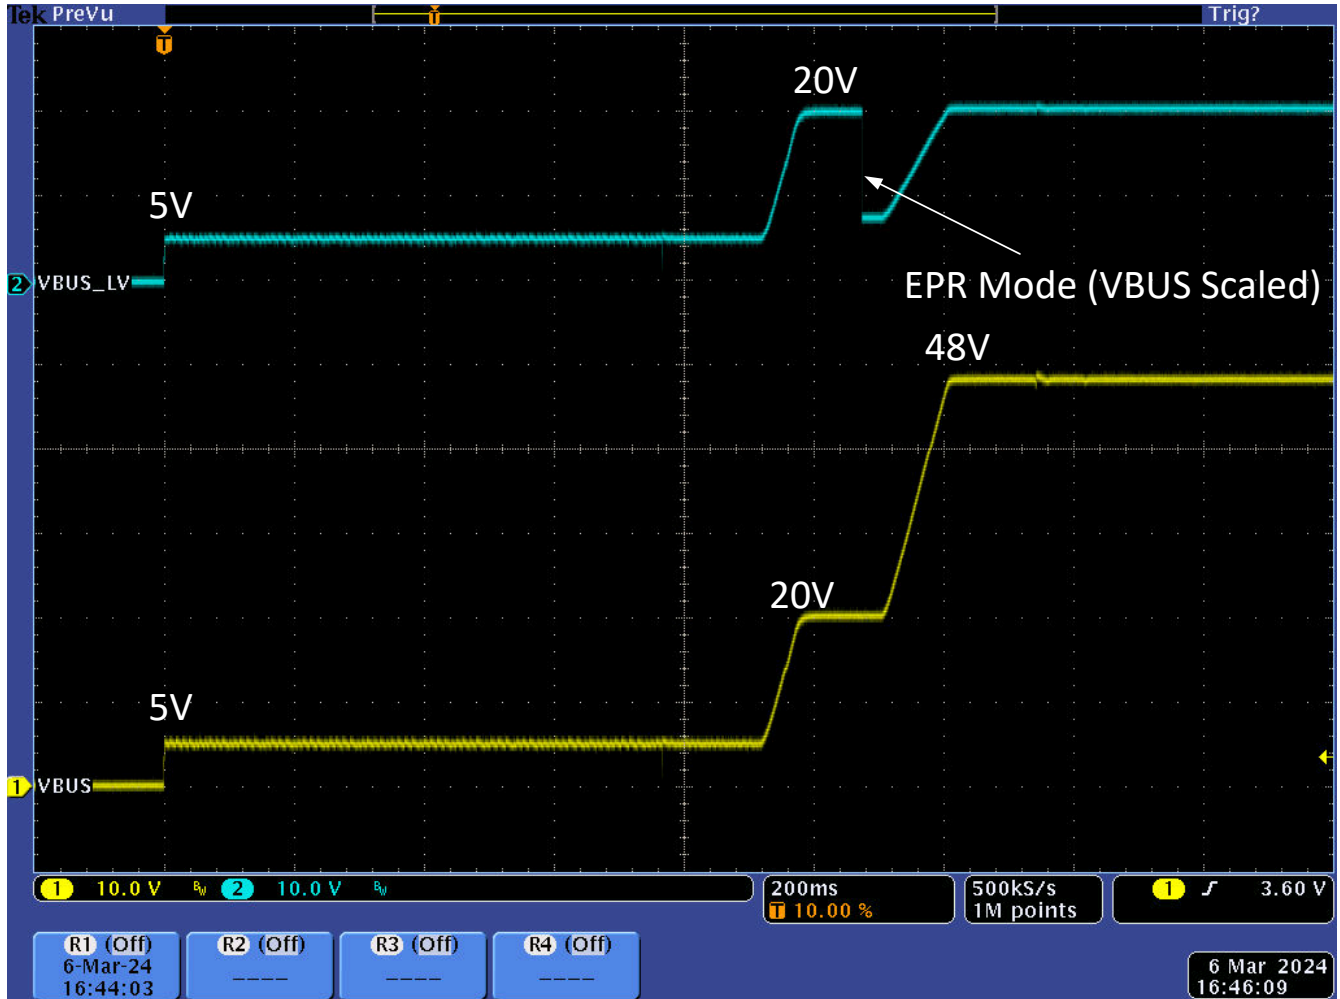 Tek PreVu
Trig?
T
T
20V
5V
2 VBUS_LV
EPR Mode (VBUS Scaled)
48V
20V
5V
1 VBUS
1 10.0 V BW 2 10.0 V BW
200ms
T 10.00 %
500kS/s
1M points
1 3.60 V
R1 (Off)
6-Mar-24
16:44:03
R2 (Off)
----
R3 (Off)
----
R4 (Off)
----
6 Mar 2024
16:46:09